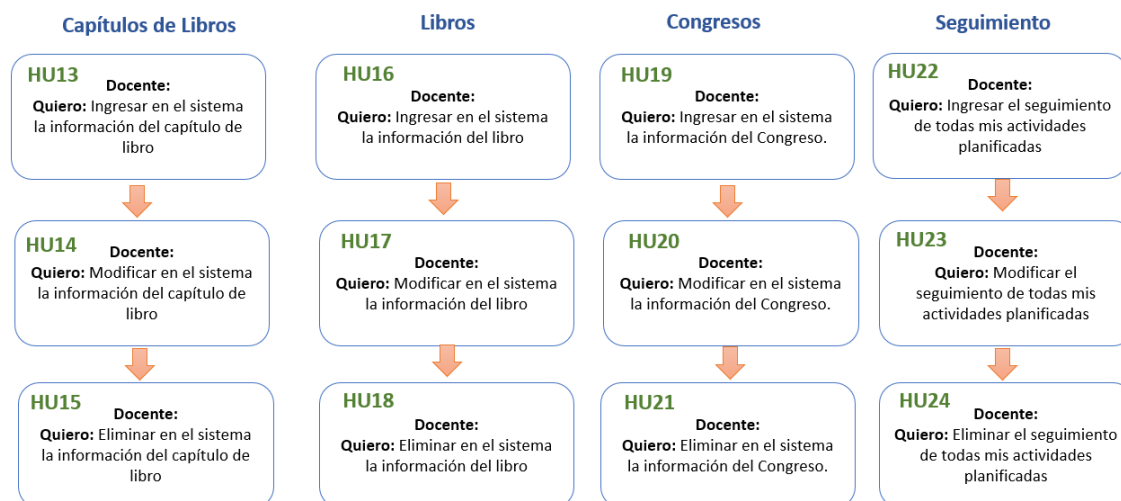 Capítulos de Libros
HU13
Docente:
Quiero: Ingresar en el sistema
la información del capítulo de
libro
HU14
Docente:
Quiero: Modificar en el sistema
la información del capítulo de
libro
HU15
Docente:
Quiero: Eliminar en el sistema
la información del capítulo de
libro
Libros
HU16
Docente:
Quiero: Ingresar en el sistema
la información del libro
HU17
Docente:
Quiero: Modificar en el sistema
la información del libro
HU18
Docente:
Quiero: Eliminar en el sistema
la información del libro
Congresos
HU19
Docente:
Quiero: Ingresar en el sistema
la información del Congreso.
HU20
Docente:
Quiero: Modificar en el sistema
la información del Congreso.
HU21
Docente:
Quiero: Eliminar en el sistema
la información del Congreso.
Seguimiento
HU22
Docente:
Quiero: Ingresar el seguimiento
de todas mis actividades
planificadas
HU23
Docente:
Quiero: Modificar el
seguimiento de todas mis
actividades planificadas
HU24
Docente:
Quiero: Eliminar el seguimiento
de todas mis actividades
planificadas